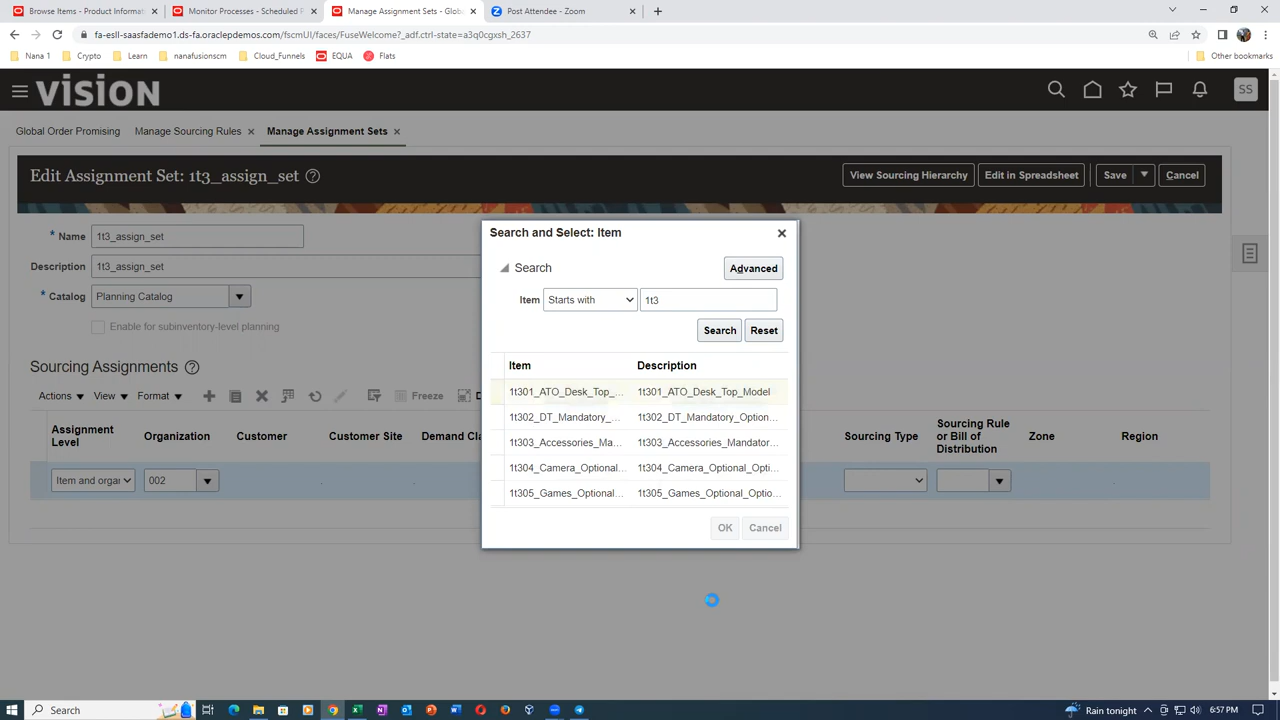 Browse Items - Product Informat
Monitor Processes - Scheduled P
Manage Assignment Sets - Globa
Post Attendee - Zoom
fa-esll-saasfademo1.ds-fa.oraclepdemos.com/fscmUI/faces/FuseWelcome?_adf.ctrl-state=a3q0cgxsh_2637
Nana 1
Crypto
Learn
nanafusionscm
Cloud_Funnels
EQUA
Flats
Other bookmarks
VISION
SS
Global Order Promising
Manage Sourcing Rules
Manage Assignment Sets
Edit Assignment Set: 1t3_assign_set
View Sourcing Hierarchy
Edit in Spreadsheet
Save
Cancel
* Name 1t3_assign_set
Description 1t3_assign_set
* Catalog Planning Catalog
Enable for subinventory-level planning
Sourcing Assignments
Actions
View
Format
Freeze
D
Assignment Level
Organization
Customer
Customer Site
Demand Cla
Sourcing Type
Sourcing Rule or Bill of Distribution
Zone
Region
Item and organ
002
Search and Select: Item
Search
Advanced
Item
Starts with
1t3
Search
Reset
Item
Description
1t301_ATO_Desk_Top_...
1t301_ATO_Desk_Top_Model
1t302_DT_Mandatory_...
1t302_DT_Mandatory_Option...
1t303_Accessories_Ma...
1t303_Accessories_Mandator...
1t304_Camera_Optional...
1t304_Camera_Optional_Opti...
1t305_Games_Optional...
1t305_Games_Optional_Optio...
OK
Cancel
Search
Rain tonight
6:57 PM